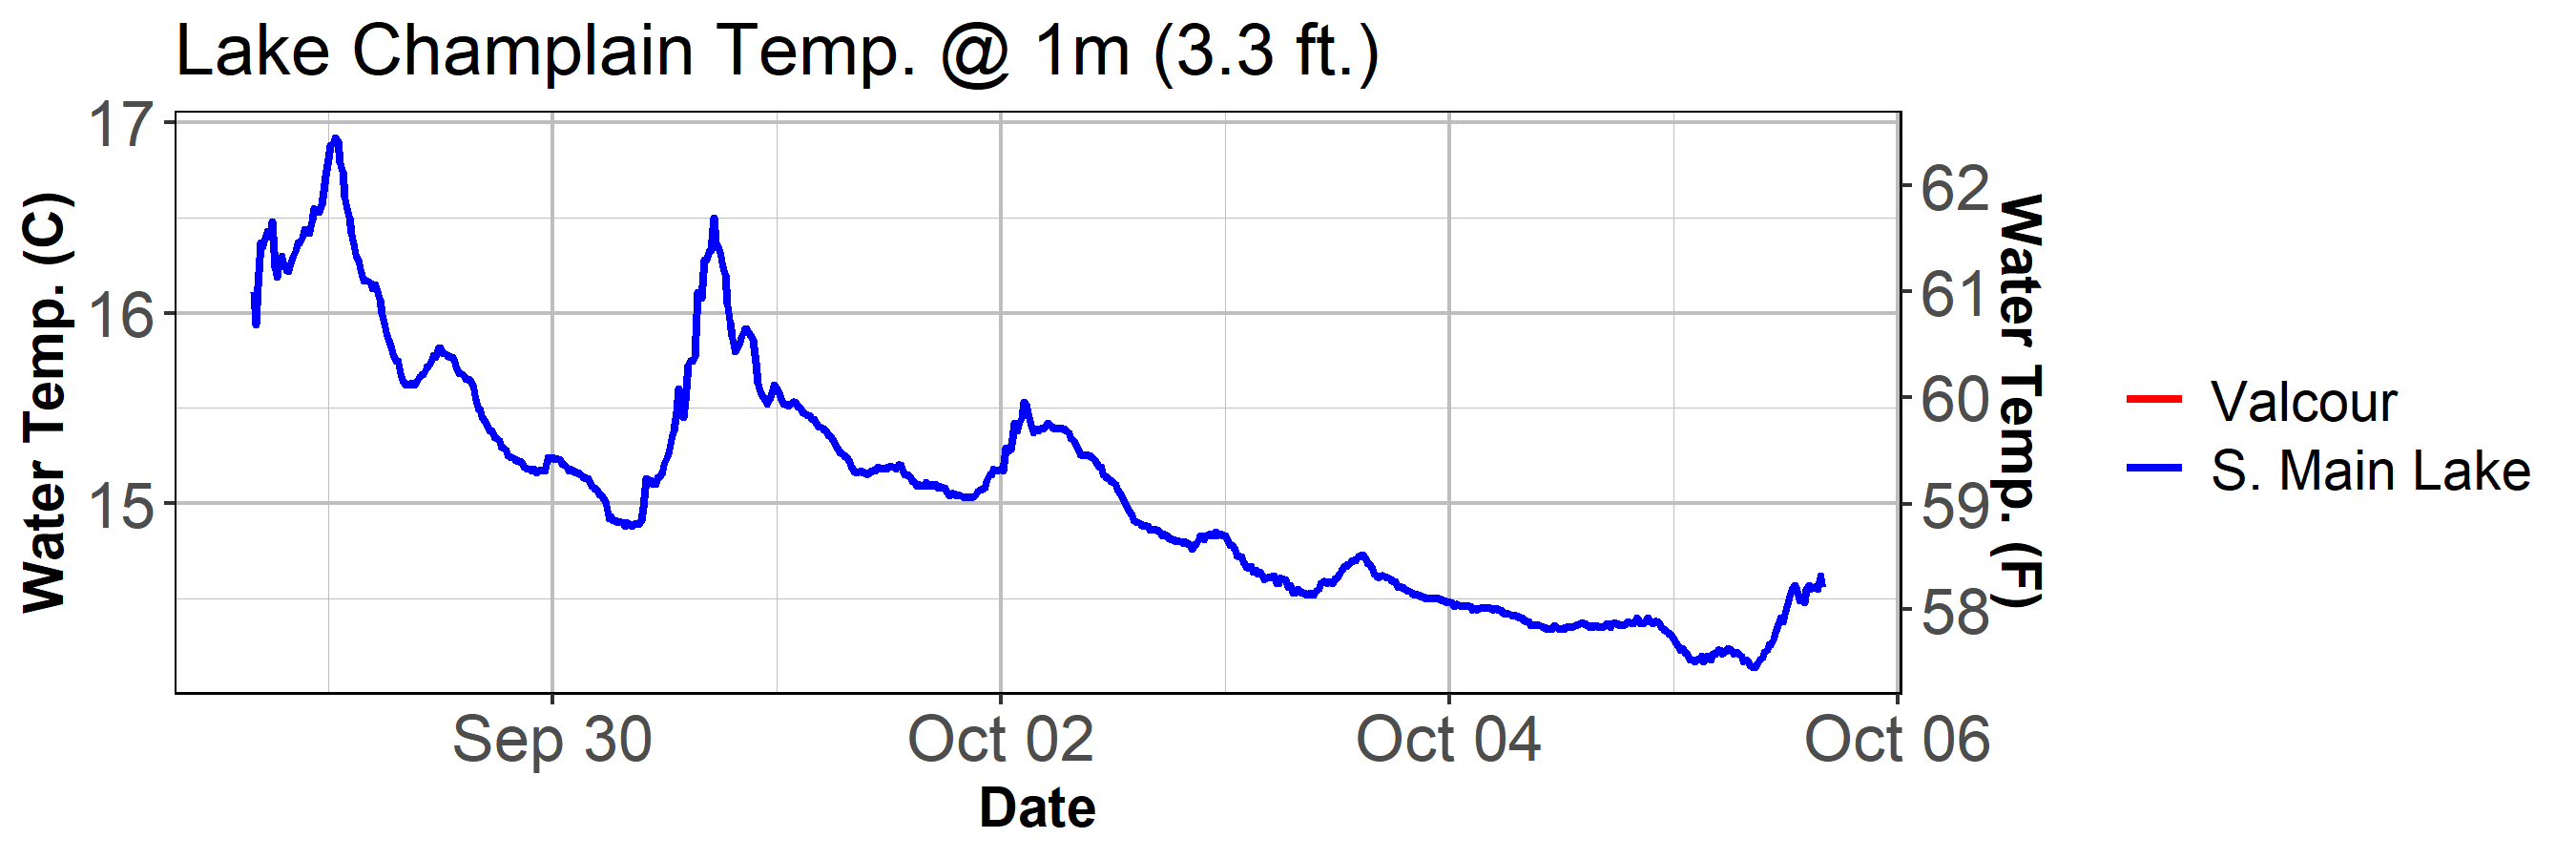 Lake Champlain Temp. @ 1m (3.3 ft.)
Water Temp. (C)
17
16
15
62
61
60
59
58
Water Temp. (F)
Sep 30
Oct 02
Oct 04
Oct 06
Date
Valcour
S. Main Lake